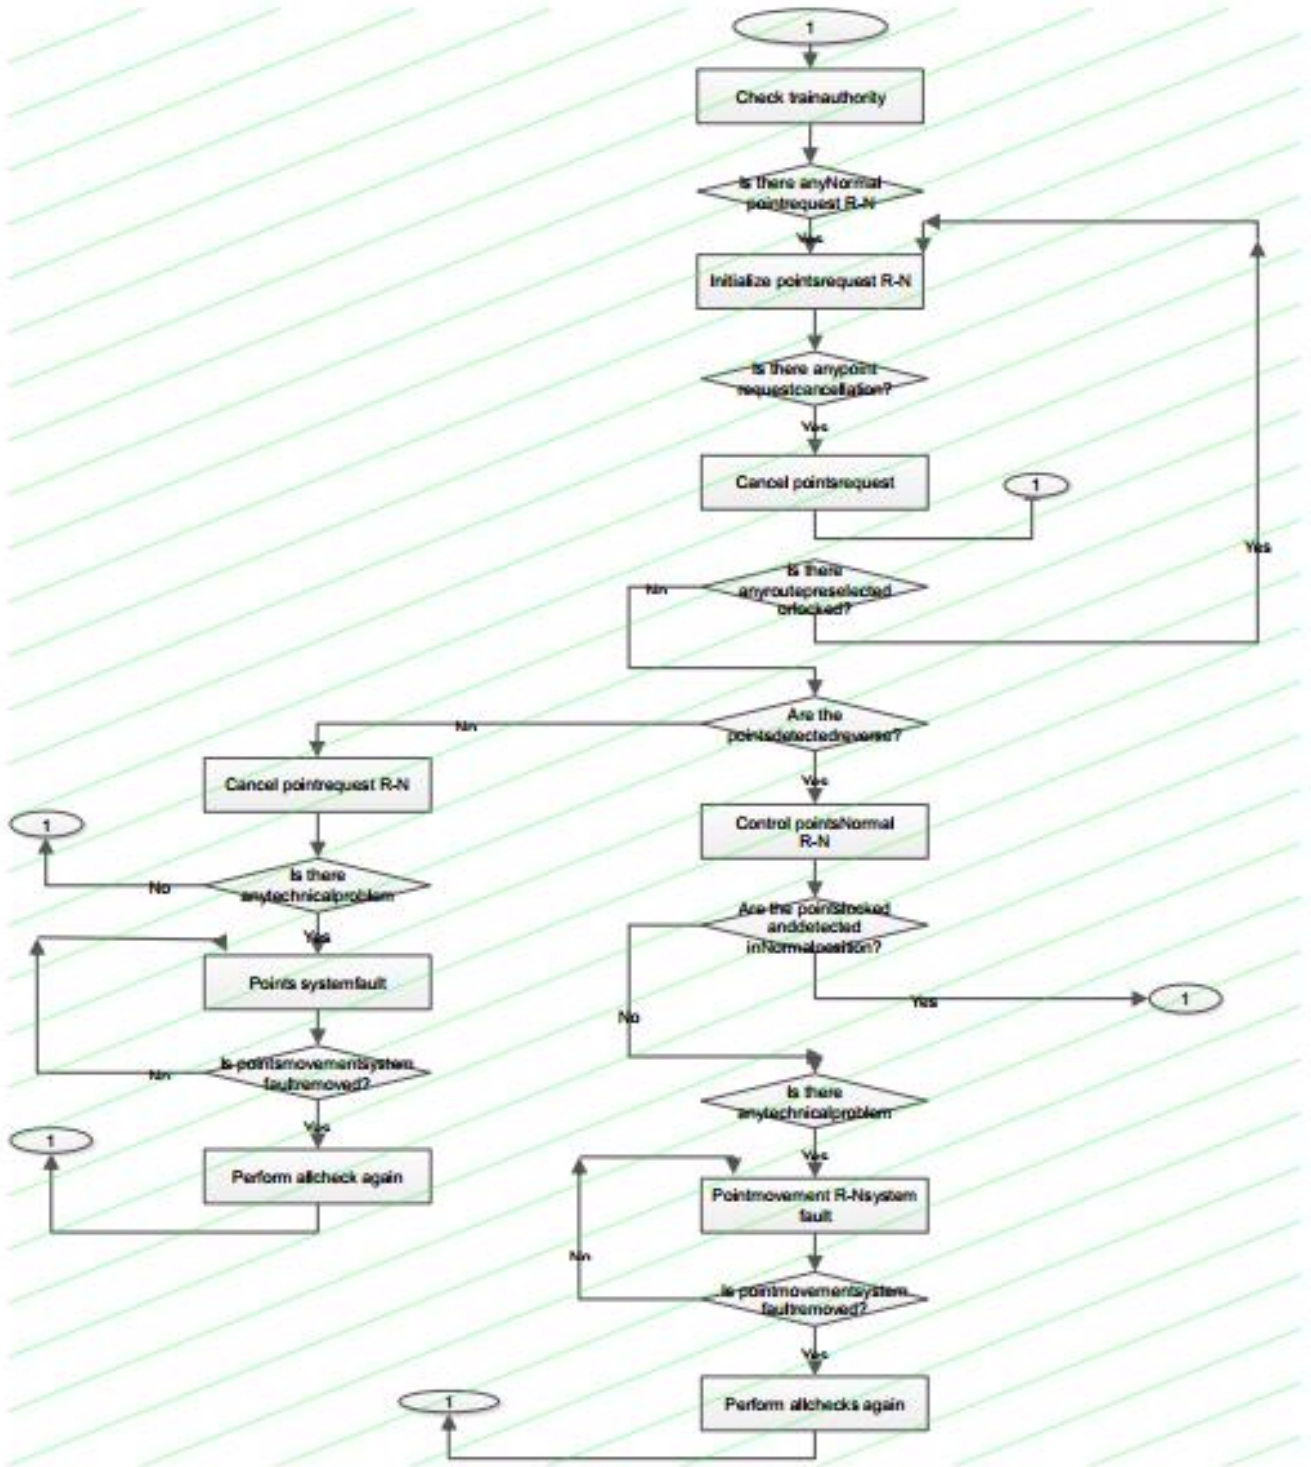 1
Check trainauthority
Is there anyNormal
pointrequest R-N
Yes
Initialize pointsrequest R-N
Is there anypoint
requestcancellation?
Yes
Cancel pointsrequest
1
Yes
Is there
anyroutepreselected
orlocked?
No
Are the
pointsdetectedreverse?
No
Yes
Cancel pointrequest R-N
Control pointsNormal
R-N
1
Is there
anytechnicalproblem
No
Yes
Are the pointslocked
anddetected
inNormalposition?
Points systemfault
Yes
1
No
Is pointsmovementsystem
faultremoved?
No
Yes
Is there
anytechnicalproblem
1
Yes
Perform allcheck again
Pointmovement R-Nsystem
fault
No
Is pointmovementsystem
faultremoved?
Yes
1
Perform allchecks again